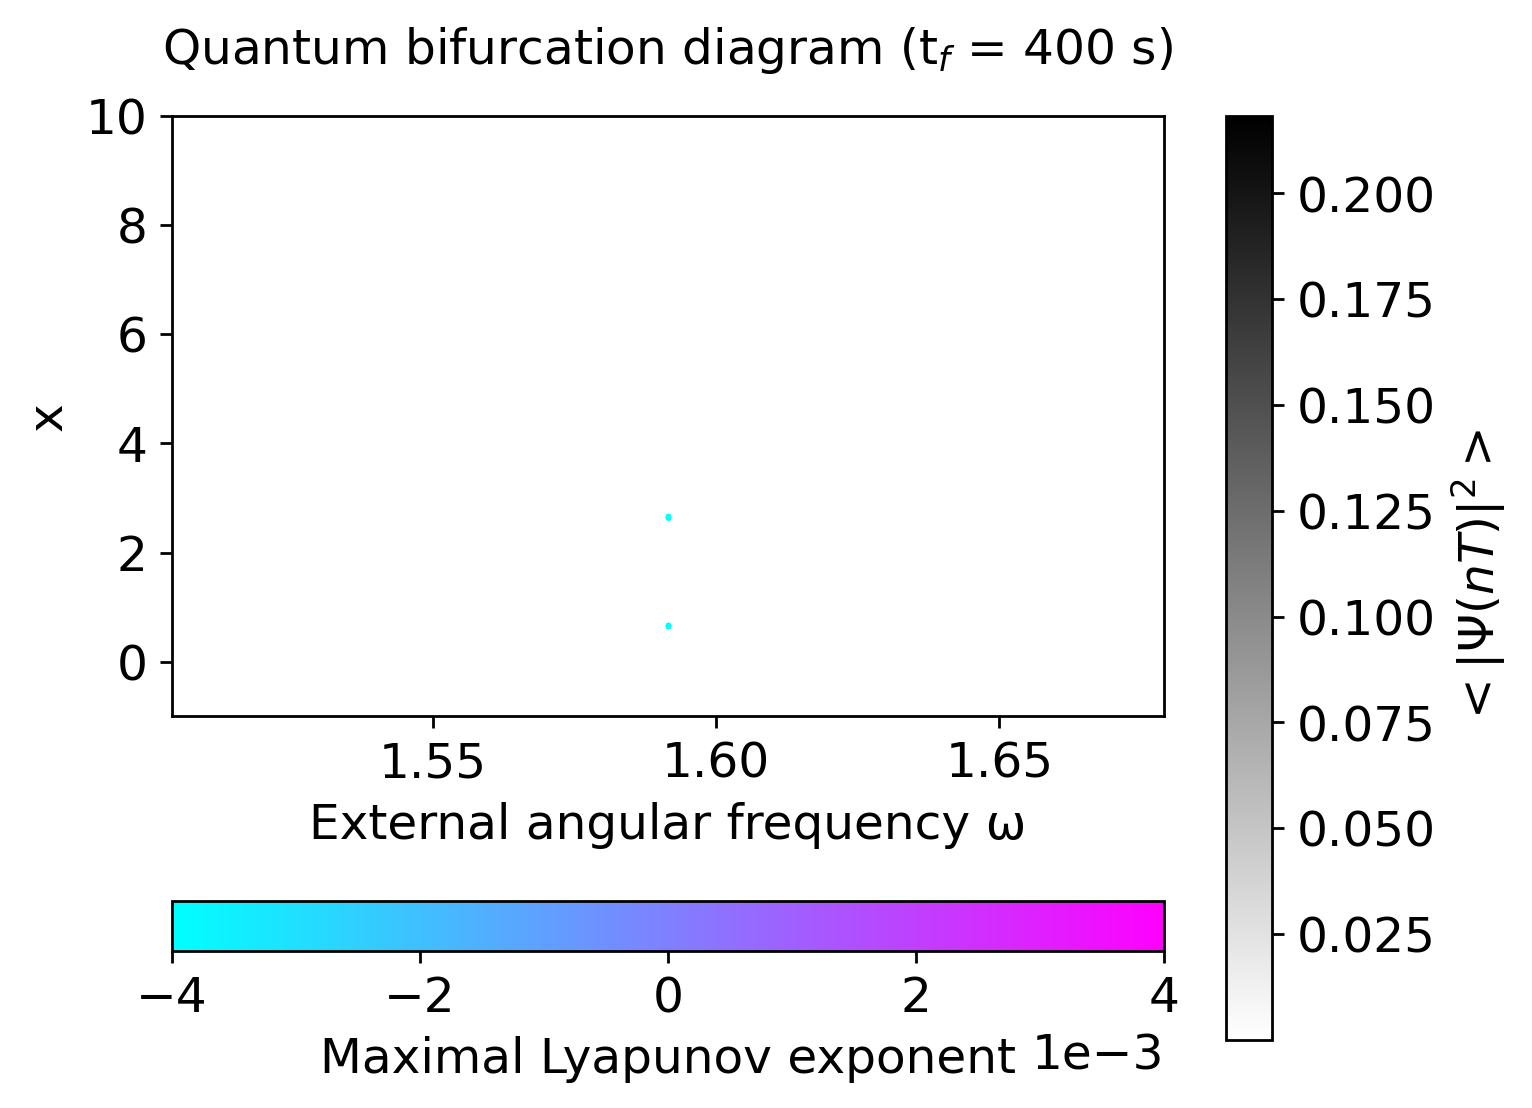 Quantum bifurcation diagram (t_f = 400 s)
10
8
6
4
2
0
x
1.55 1.60 1.65
External angular frequency ω
−4 −2 0 2 4
Maximal Lyapunov exponent 1e−3
0.200
0.175
0.150
0.125
0.100
0.075
0.050
0.025
< |Ψ(nT)|² >